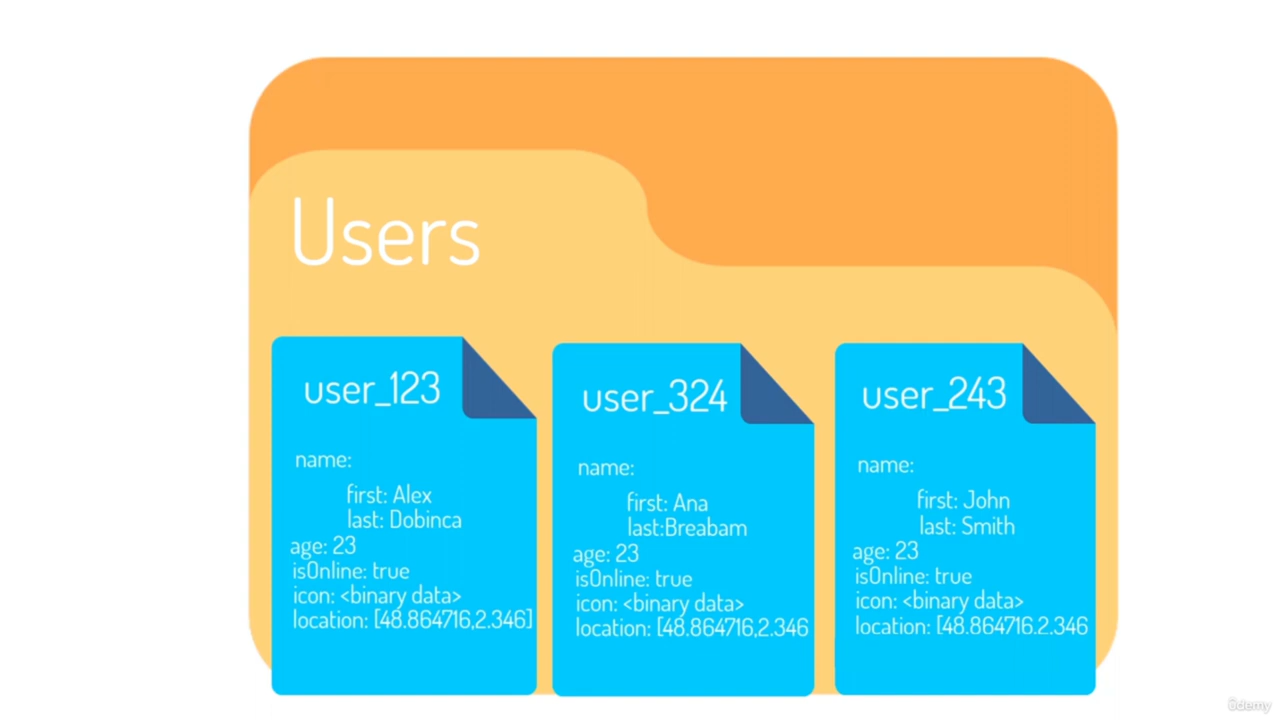 Users
user_123
name:
first: Alex
last: Dobinca
age: 23
isOnline: true
icon: <binary data>
location: [48.864716,2.346]
user_324
name:
first: Ana
last:Breabam
age: 23
isOnline: true
icon: <binary data>
location: [48.864716,2.346
user_243
name:
first: John
last: Smith
age: 23
isOnline: true
icon: <binary data>
location: [48.864716,2.346
ûdemy